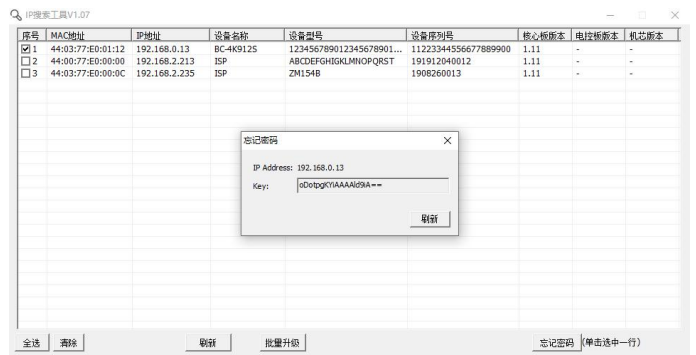 IP搜索工具V1.07
序号 MAC地址 IP地址 设备名称 设备型号 设备序列号 核心板版本 电控板版本 机芯版本
1 44:03:77:E0:01:12 192.168.0.13 BC-4K912S 123456789012345678901... 11223344556677889900 1.11 - -
2 44:00:77:E0:00:00 192.168.2.213 ISP ABCDEFGHIGKLMNOPQRST 191912040012 1.11 - -
3 44:03:77:E0:00:0C 192.168.2.235 ISP ZM154B 1908260013 1.11 - -
忘记密码
IP Address: 192.168.0.13
Key: oDotpgKYiAAAAld9iA==
刷新
全选 清除 刷新 批量升级 忘记密码 (单击选中一行)